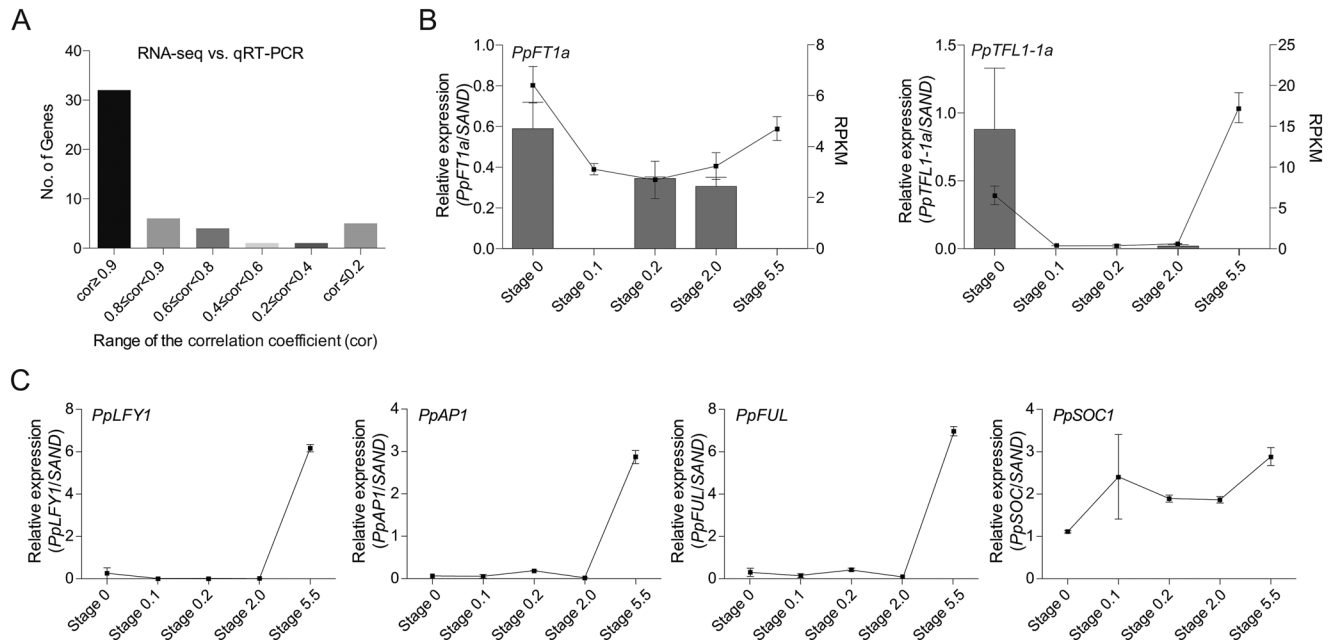 A
RNA-seq vs. qRT-PCR
No. of Genes
40
30
20
10
0
cor≥ 0.9
0.8≤cor<0.9
0.6≤cor<0.8
0.4≤cor<0.6
0.2≤cor<0.4
cor ≤0.2
Range of the correlation coefficient (cor)
B
PpFT1a
Relative expression
(PpFT1a/SAND)
1.0
0.8
0.6
0.4
0.2
0.0
8
6
4
2
0
RPKM
Stage 0
Stage 0.1
Stage 0.2
Stage 2.0
Stage 5.5
PpTFL1-1a
Relative expression
(PpTFL1-1a/SAND)
1.5
1.0
0.5
0.0
25
20
15
10
5
0
RPKM
Stage 0
Stage 0.1
Stage 0.2
Stage 2.0
Stage 5.5
C
PpLFY1
Relative expression
(PpLFY1/SAND)
8
6
4
2
0
Stage 0
Stage 0.1
Stage 0.2
Stage 2.0
Stage 5.5
PpAP1
Relative expression
(PpAP1/SAND)
4
3
2
1
0
Stage 0
Stage 0.1
Stage 0.2
Stage 2.0
Stage 5.5
PpFUL
Relative expression
(PpFUL/SAND)
8
6
4
2
0
Stage 0
Stage 0.1
Stage 0.2
Stage 2.0
Stage 5.5
PpSOC1
Relative expression
(PpSOC/SAND)
4
3
2
1
0
Stage 0
Stage 0.1
Stage 0.2
Stage 2.0
Stage 5.5